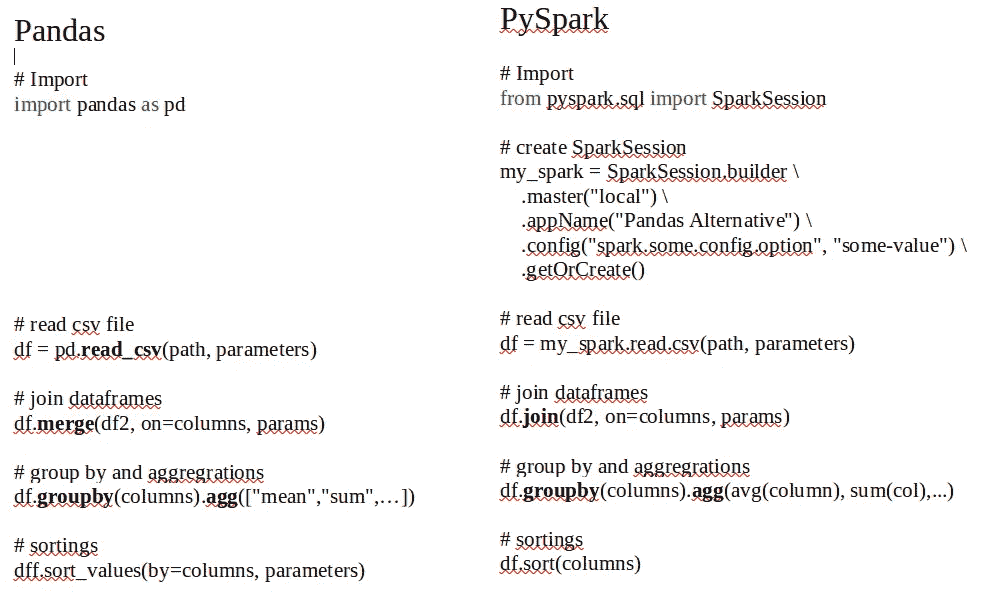 Pandas
# Import
import pandas as pd
# read csv file
df = pd.read_csv(path, parameters)
# join dataframes
df.merge(df2, on=columns, params)
# group by and aggregrations
df.groupby(columns).agg(["mean","sum",…])
# sortings
dff.sort_values(by=columns, parameters)
PySpark
# Import
from pyspark.sql import SparkSession
# create SparkSession
my_spark = SparkSession.builder \
.master("local") \
.appName("Pandas Alternative") \
.config("spark.some.config.option", "some-value") \
.getOrCreate()
# read csv file
df = my_spark.read.csv(path, parameters)
# join dataframes
df.join(df2, on=columns, params)
# group by and aggregrations
df.groupby(columns).agg(avg(column), sum(col),...)
# sortings
df.sort(columns)